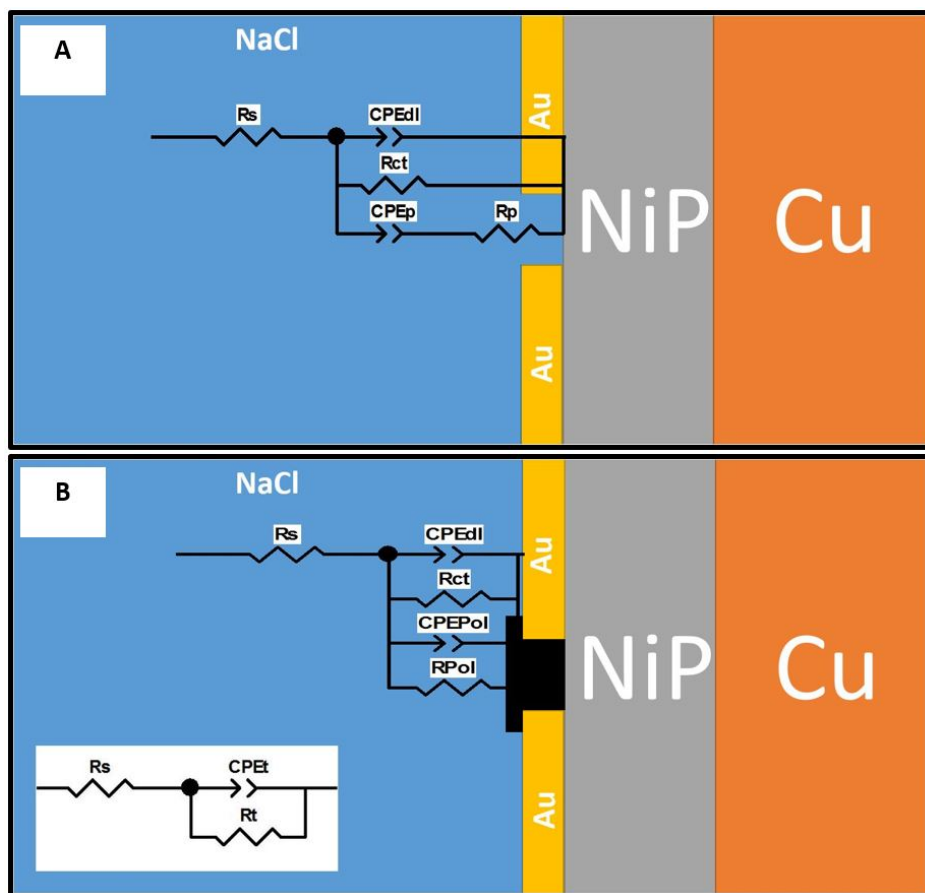 A
NaCl
Au
Rs
CPEdl
Rct
CPEp
Rp
NiP
Cu
Au
B
NaCl
Au
Rs
CPEdl
Rct
CPEPol
RPol
NiP
Cu
Rs
CPEt
Rt
Au